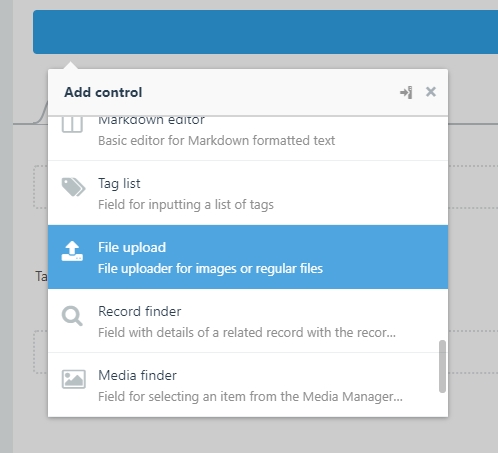 Add control
Markdown editor
Basic editor for Markdown formatted text
Tag list
Field for inputting a list of tags
File upload
File uploader for images or regular files
Ta
Record finder
Field with details of a related record with the recor...
Media finder
Field for selecting an item from the Media Manager...